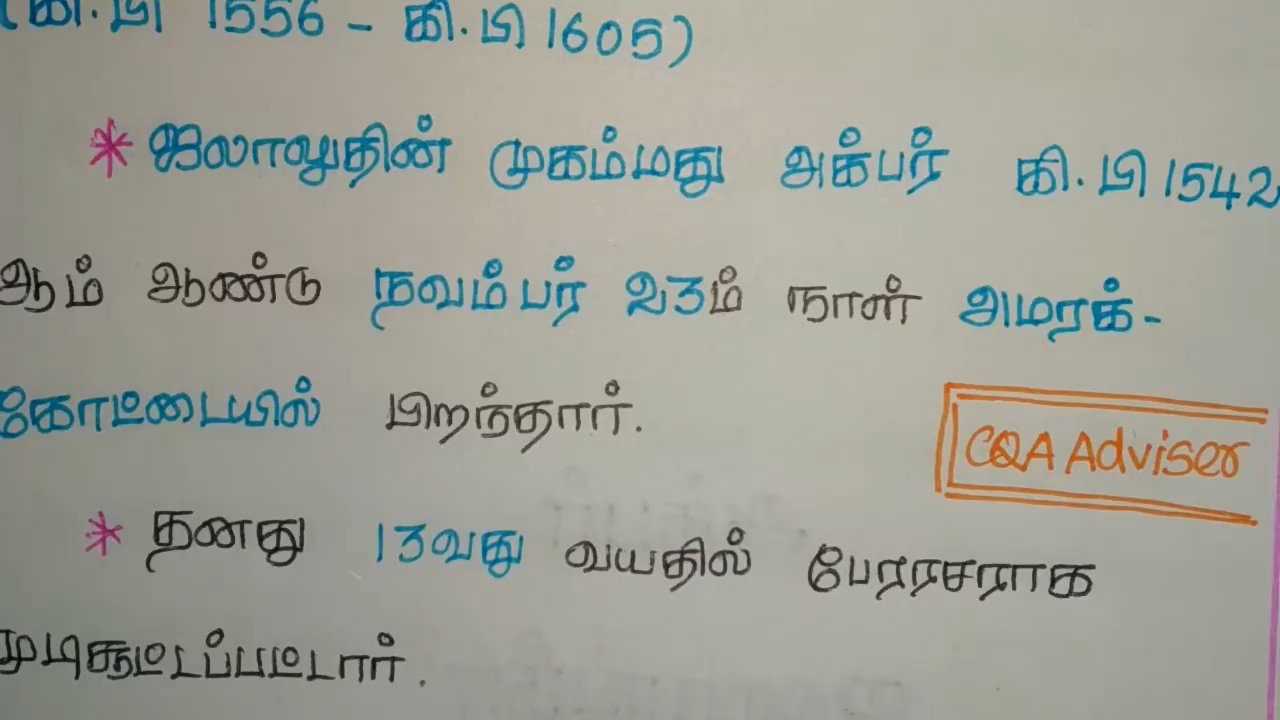 (கி.பி 1556 - கி.பி 1605)
* ஜலாலுதின் முகம்மது அக்பர் கி.பி 1542
ஆம் ஆண்டு நவம்பர் 23ம் நாள் அமரக்-
கோட்டையில் பிறந்தார்.
CQA Adviser
* தனது 13வது வயதில் பேரரசராக
முடிசூட்டப்பட்டார்.